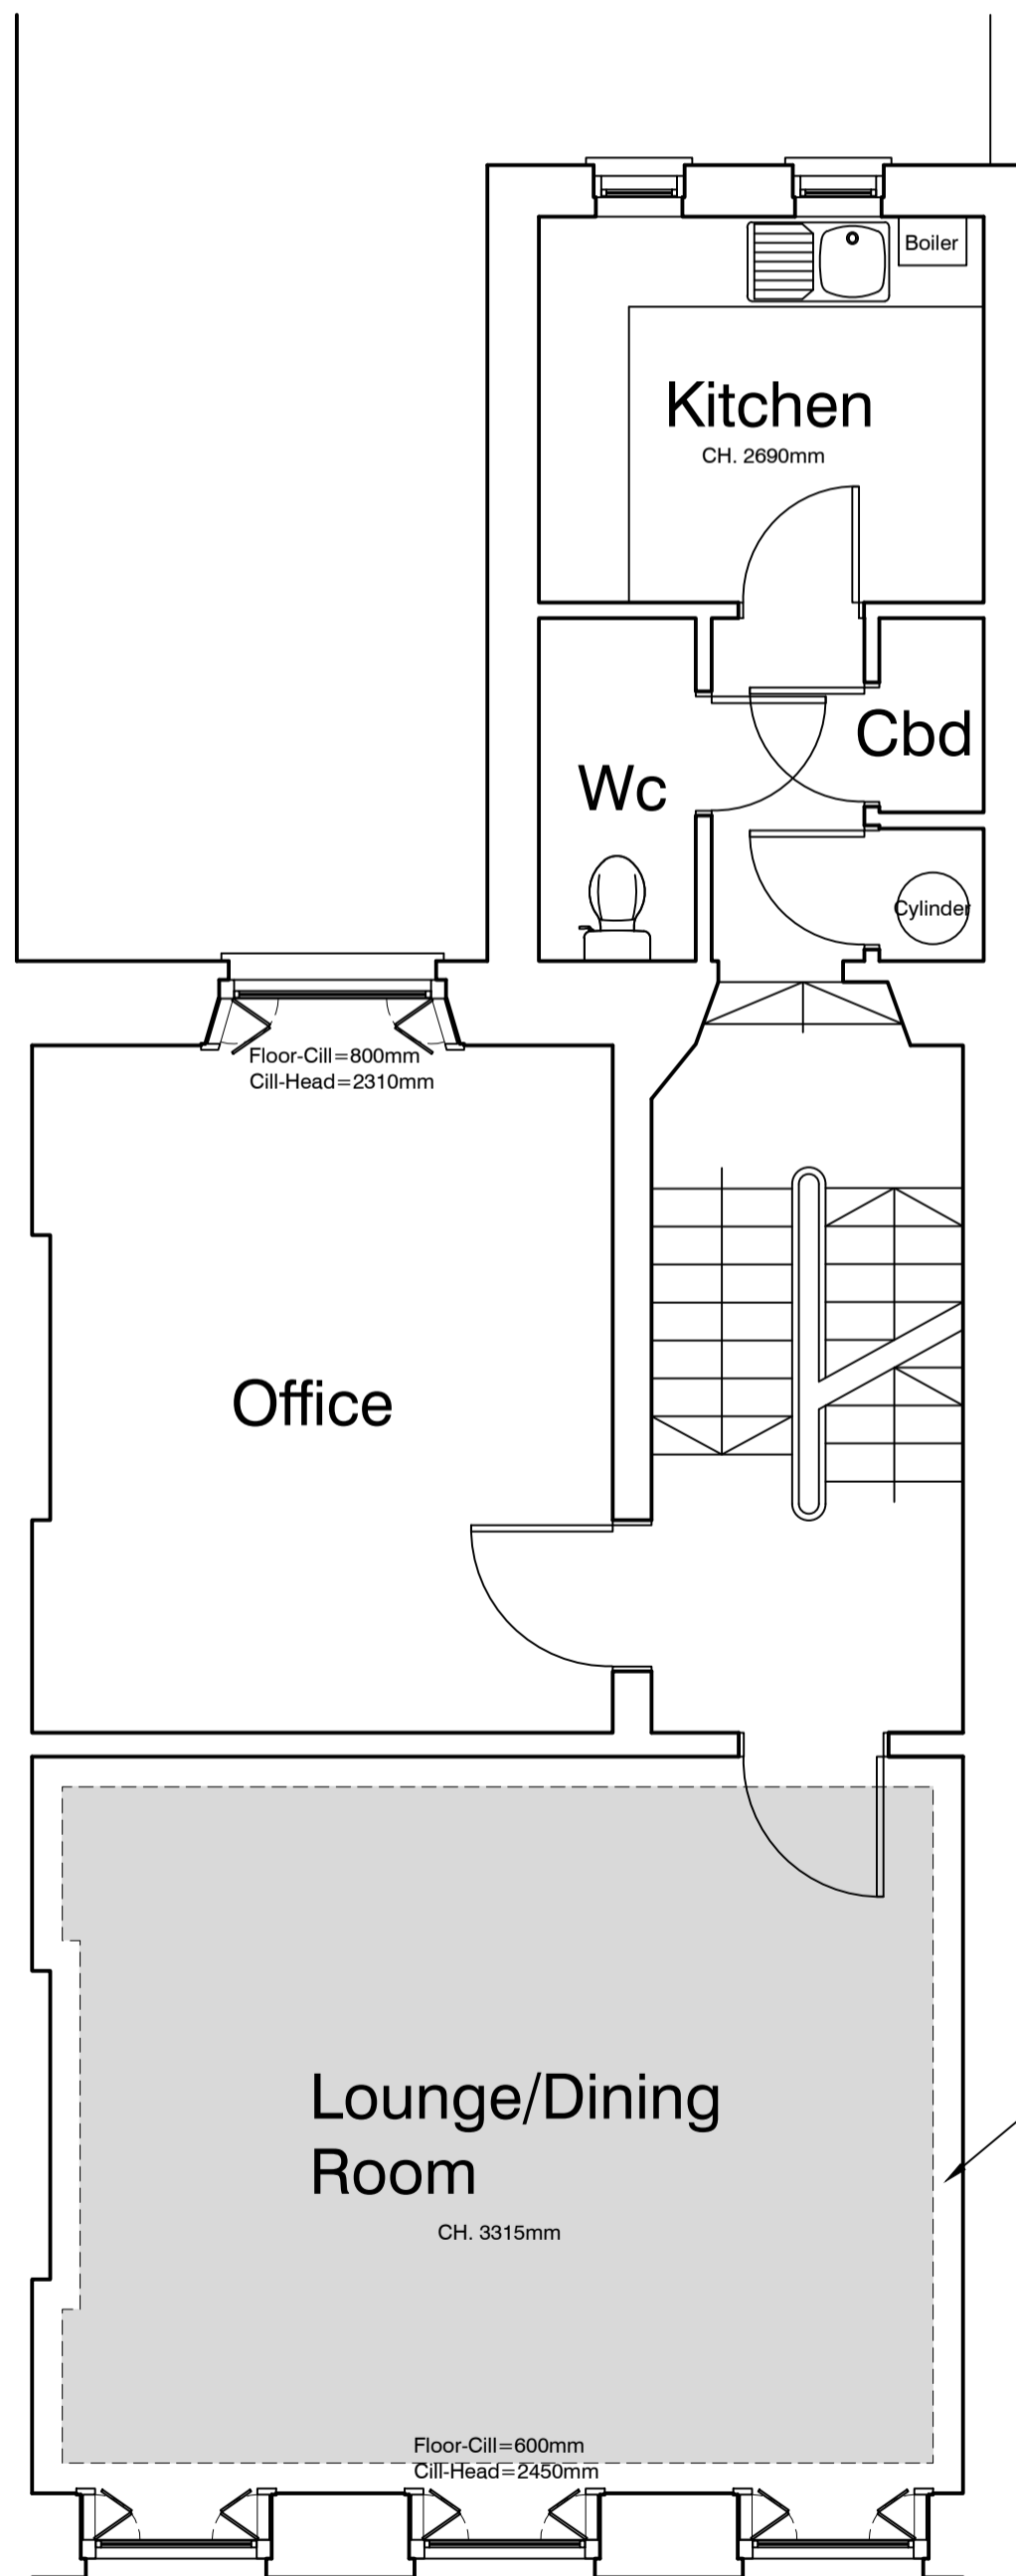 Boiler
Kitchen
CH. 2690mm
Cbd
Wc
Cylinder
Floor-Cill=800mm
Cill-Head=2310mm
Office
Lounge/Dining
Room
CH. 3315mm
Floor-Cill=600mm
Cill-Head=2450mm